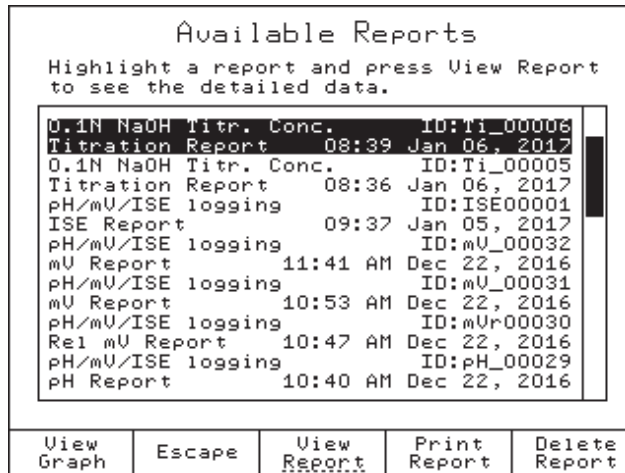 Available Reports
Highlight a report and press View Report
to see the detailed data.
0.1N NaOH Titr. Conc. ID:Ti_00006
Titration Report 08:39 Jan 06, 2017
0.1N NaOH Titr. Conc. ID:Ti_00005
Titration Report 08:36 Jan 06, 2017
pH/mV/ISE logging ID:ISE00001
ISE Report 09:37 Jan 05, 2017
pH/mV/ISE logging ID:mV_00032
mV Report 11:41 AM Dec 22, 2016
pH/mV/ISE logging ID:mV_00031
mV Report 10:53 AM Dec 22, 2016
pH/mV/ISE logging ID:mVr00030
Rel mV Report 10:47 AM Dec 22, 2016
pH/mV/ISE logging ID:pH_00029
pH Report 10:40 AM Dec 22, 2016
View Graph
Escape
View Report
Print Report
Delete Report